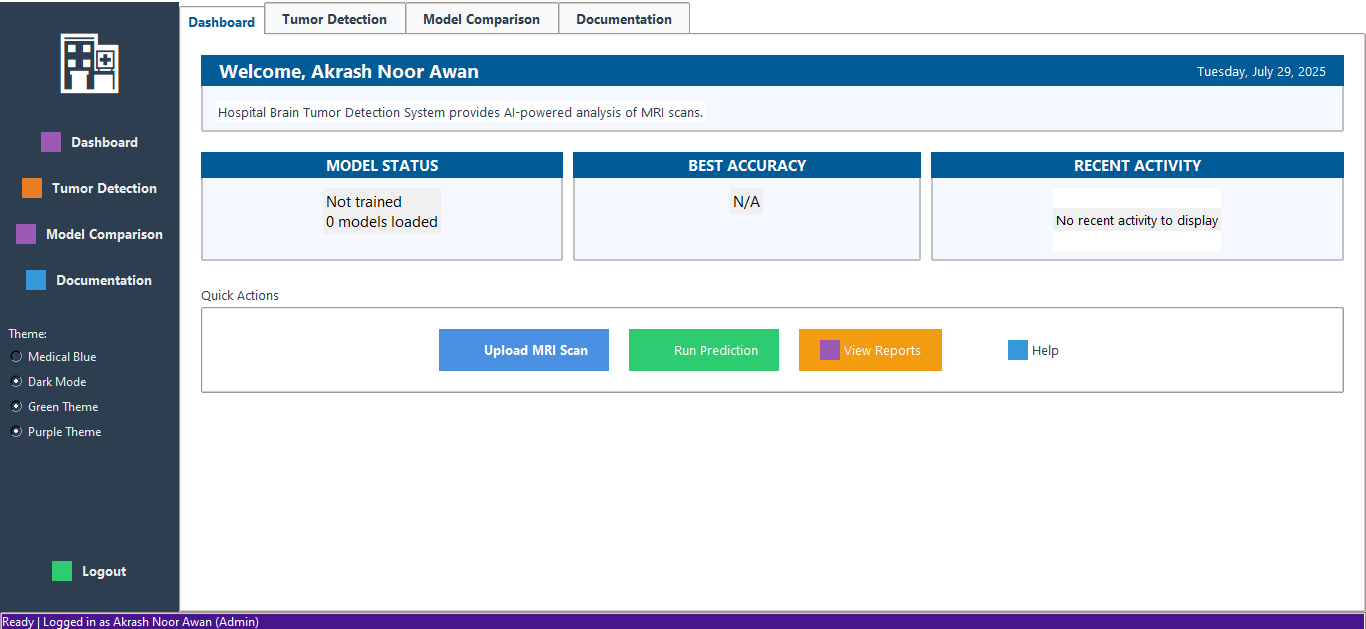 Dashboard
Tumor Detection
Model Comparison
Documentation
Theme:
Medical Blue
Dark Mode
Green Theme
Purple Theme
Logout
Dashboard Tumor Detection Model Comparison Documentation
Welcome, Akrash Noor Awan Tuesday, July 29, 2025
Hospital Brain Tumor Detection System provides AI-powered analysis of MRI scans.
MODEL STATUS
Not trained
0 models loaded
BEST ACCURACY
N/A
RECENT ACTIVITY
No recent activity to display
Quick Actions
Upload MRI Scan Run Prediction View Reports Help
Ready | Logged in as Akrash Noor Awan (Admin)